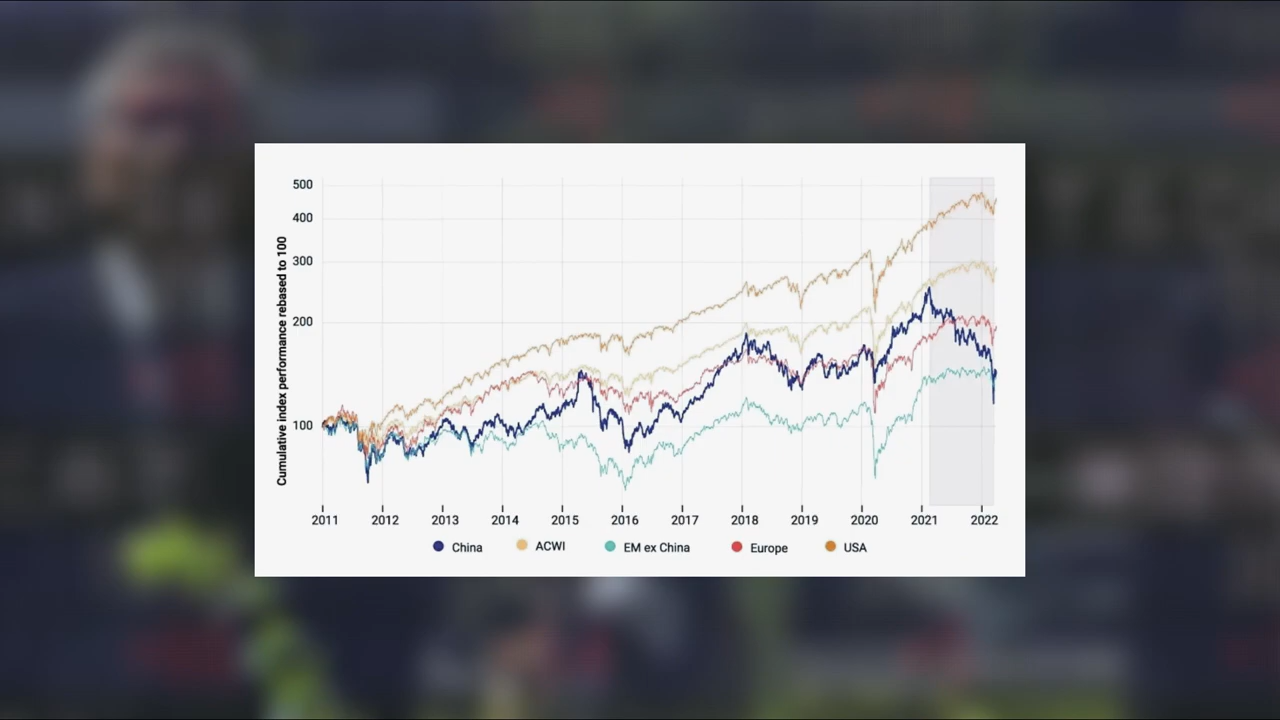 Cumulative index performance rebased to 100
500
400
300
200
100
2011 2012 2013 2014 2015 2016 2017 2018 2019 2020 2021 2022
China ACWI EM ex China Europe USA